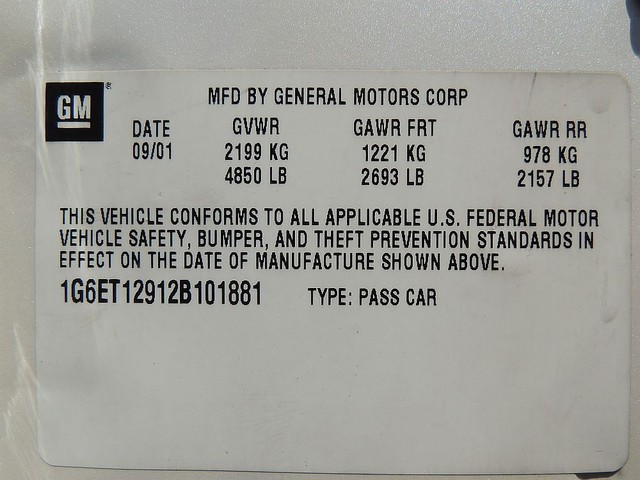 GM®
MFD BY GENERAL MOTORS CORP
DATE GVWR GAWR FRT GAWR RR
09/01 2199 KG 1221 KG 978 KG
4850 LB 2693 LB 2157 LB
THIS VEHICLE CONFORMS TO ALL APPLICABLE U.S. FEDERAL MOTOR
VEHICLE SAFETY, BUMPER, AND THEFT PREVENTION STANDARDS IN
EFFECT ON THE DATE OF MANUFACTURE SHOWN ABOVE.
1G6ET12912B101881 TYPE: PASS CAR